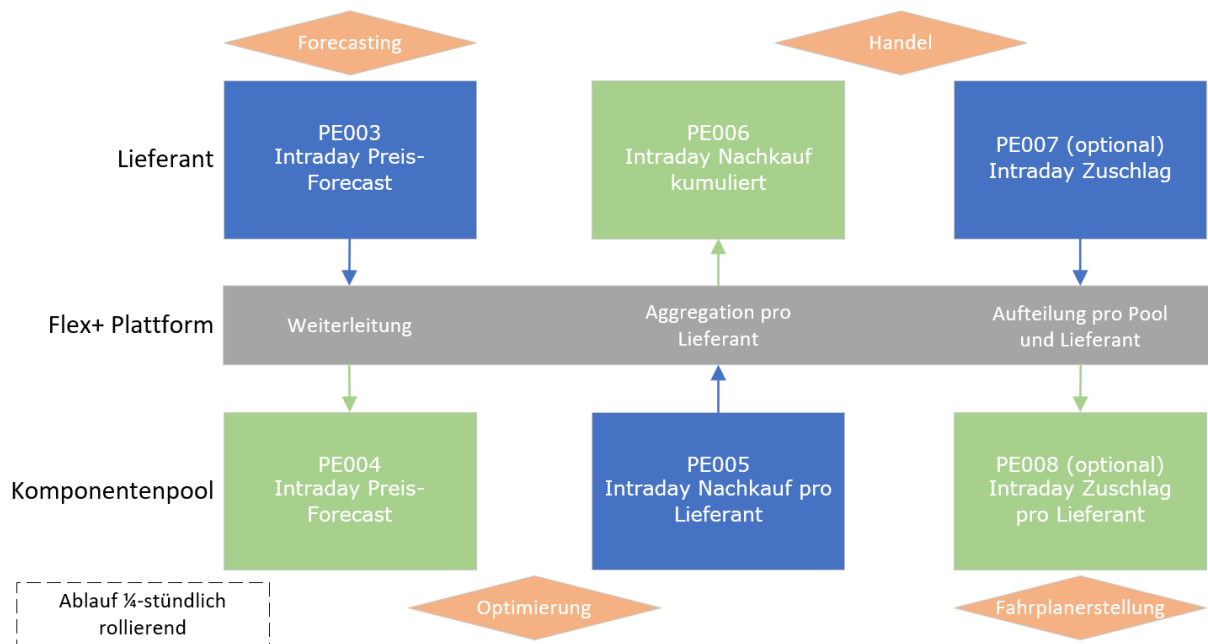 Forecasting
Handel
Lieferant
PE003
Intraday Preis-
Forecast
PE006
Intraday Nachkauf
kumuliert
PE007 (optional)
Intraday Zuschlag
Flex+ Plattform
Weiterleitung
Aggregation pro
Lieferant
Aufteilung pro Pool
und Lieferant
Komponentenpool
PE004
Intraday Preis-
Forecast
PE005
Intraday Nachkauf pro
Lieferant
PE008 (optional)
Intraday Zuschlag
pro Lieferant
Ablauf ¼-stündlich
rollierend
Optimierung
Fahrplanerstellung